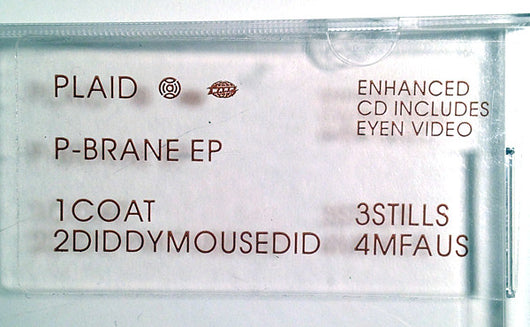 PLAID
P-BRANE EP
ENHANCED
CD INCLUDES
EYEN VIDEO
1COAT
2DIDDYMOUSEDID
3STILLS
4MFAUS